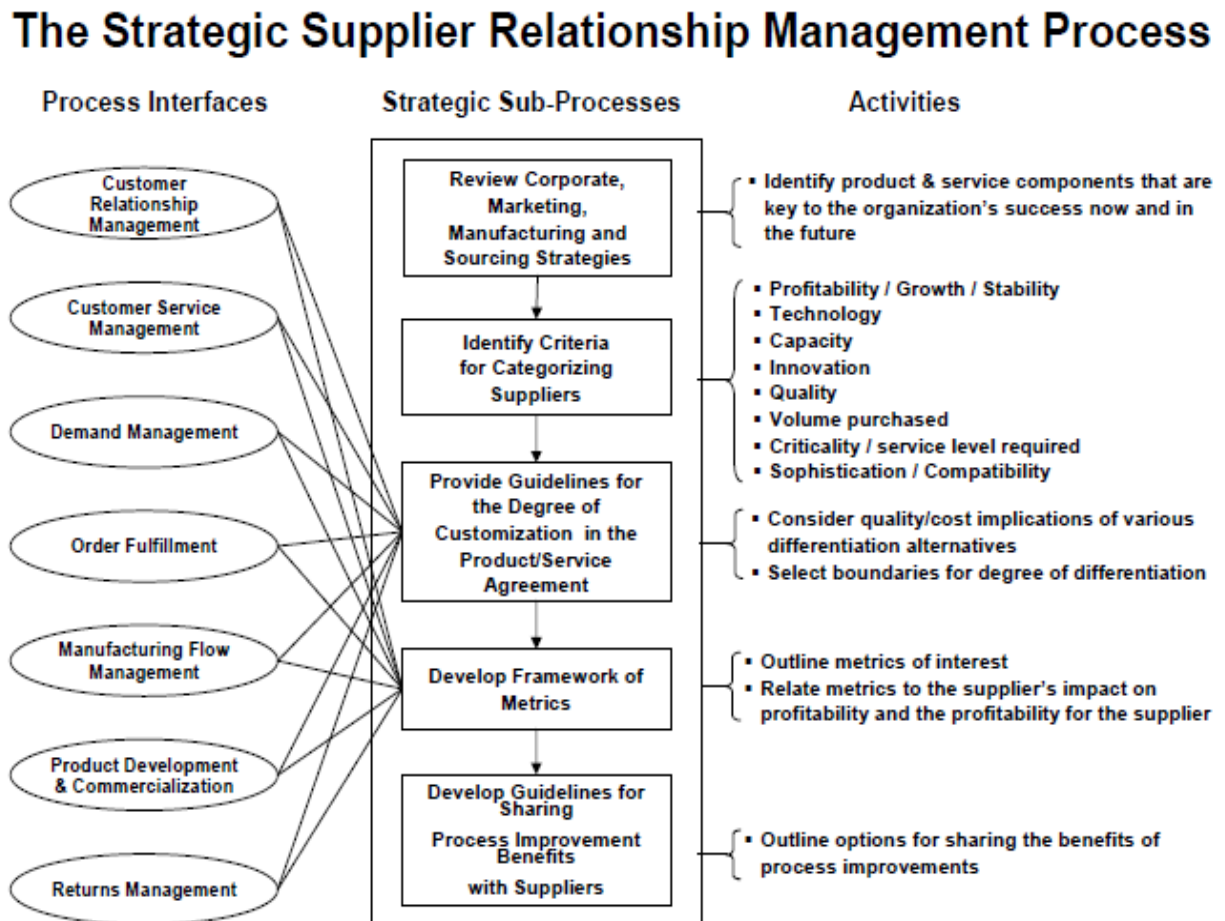 The Strategic Supplier Relationship Management Process
Process Interfaces
Strategic Sub-Processes
Activities
Customer
Relationship
Management
Customer Service
Management
Demand Management
Order Fulfillment
Manufacturing Flow
Management
Product Development
& Commercialization
Returns Management
Review Corporate,
Marketing,
Manufacturing and
Sourcing Strategies
Identify Criteria
for Categorizing
Suppliers
Provide Guidelines for
the Degree of
Customization in the
Product/Service
Agreement
Develop Framework of
Metrics
Develop Guidelines for
Sharing
Process Improvement
Benefits
with Suppliers
▪ Identify product & service components that are
key to the organization's success now and in
the future
▪ Profitability / Growth / Stability
▪ Technology
▪ Capacity
▪ Innovation
▪ Quality
▪ Volume purchased
▪ Criticality / service level required
▪ Sophistication / Compatibility
▪ Consider quality/cost implications of various
differentiation alternatives
▪ Select boundaries for degree of differentiation
▪ Outline metrics of interest
▪ Relate metrics to the supplier's impact on
profitability and the profitability for the supplier
▪ Outline options for sharing the benefits of
process improvements